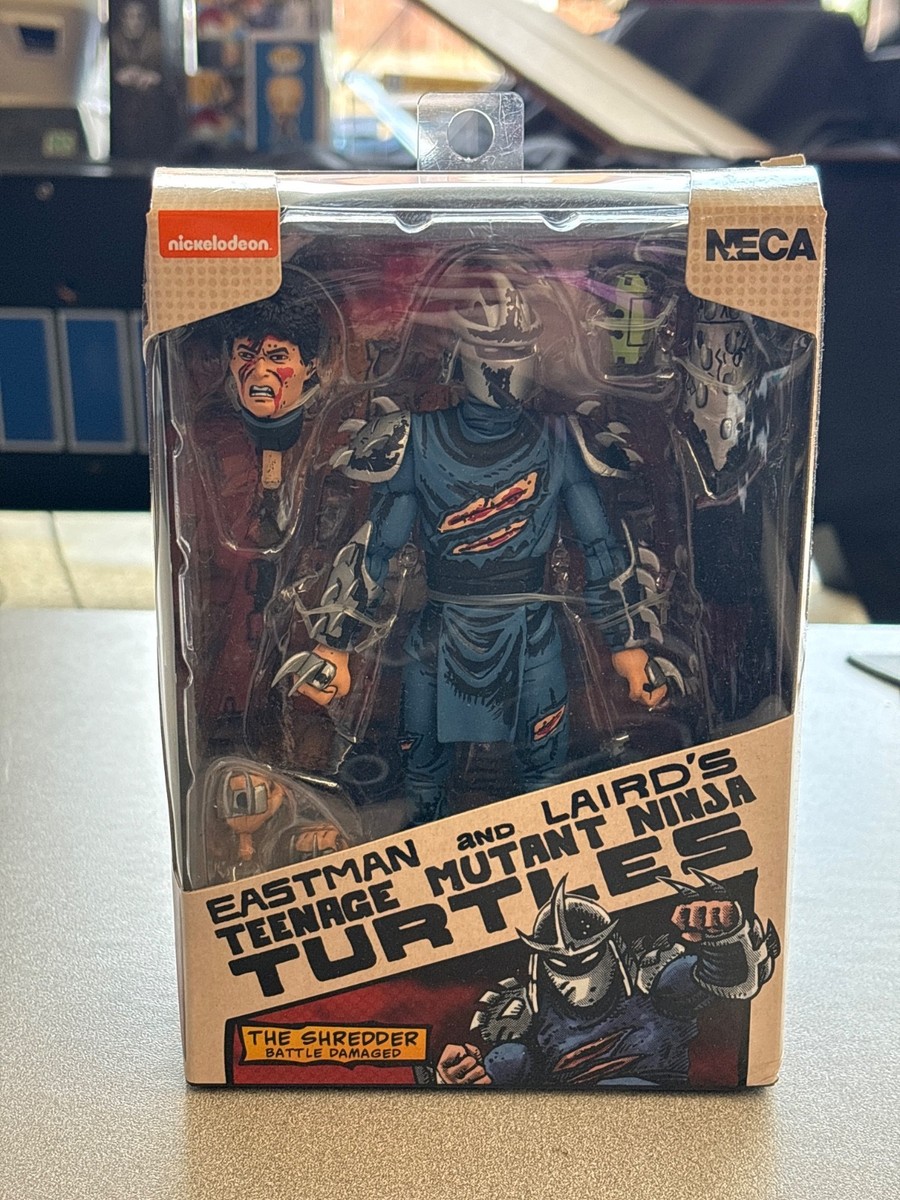 nickelodeon
NECA
EASTMAN AND LAIRD'S
TEENAGE MUTANT NINJA
TURTLES
THE SHREDDER
BATTLE DAMAGED